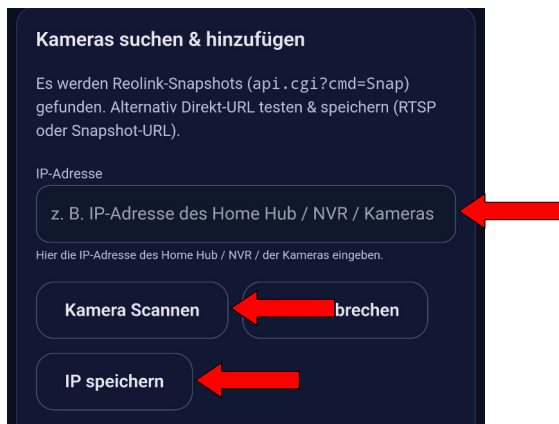 Kameras suchen & hinzufügen
Es werden Reolink-Snapshots (api.cgi?cmd=Snap)
gefunden. Alternativ Direkt-URL testen & speichern (RTSP
oder Snapshot-URL).
IP-Adresse
z. B. IP-Adresse des Home Hub / NVR / Kameras
Hier die IP-Adresse des Home Hub / NVR / der Kameras eingeben.
Kamera Scannen brechen
IP speichern